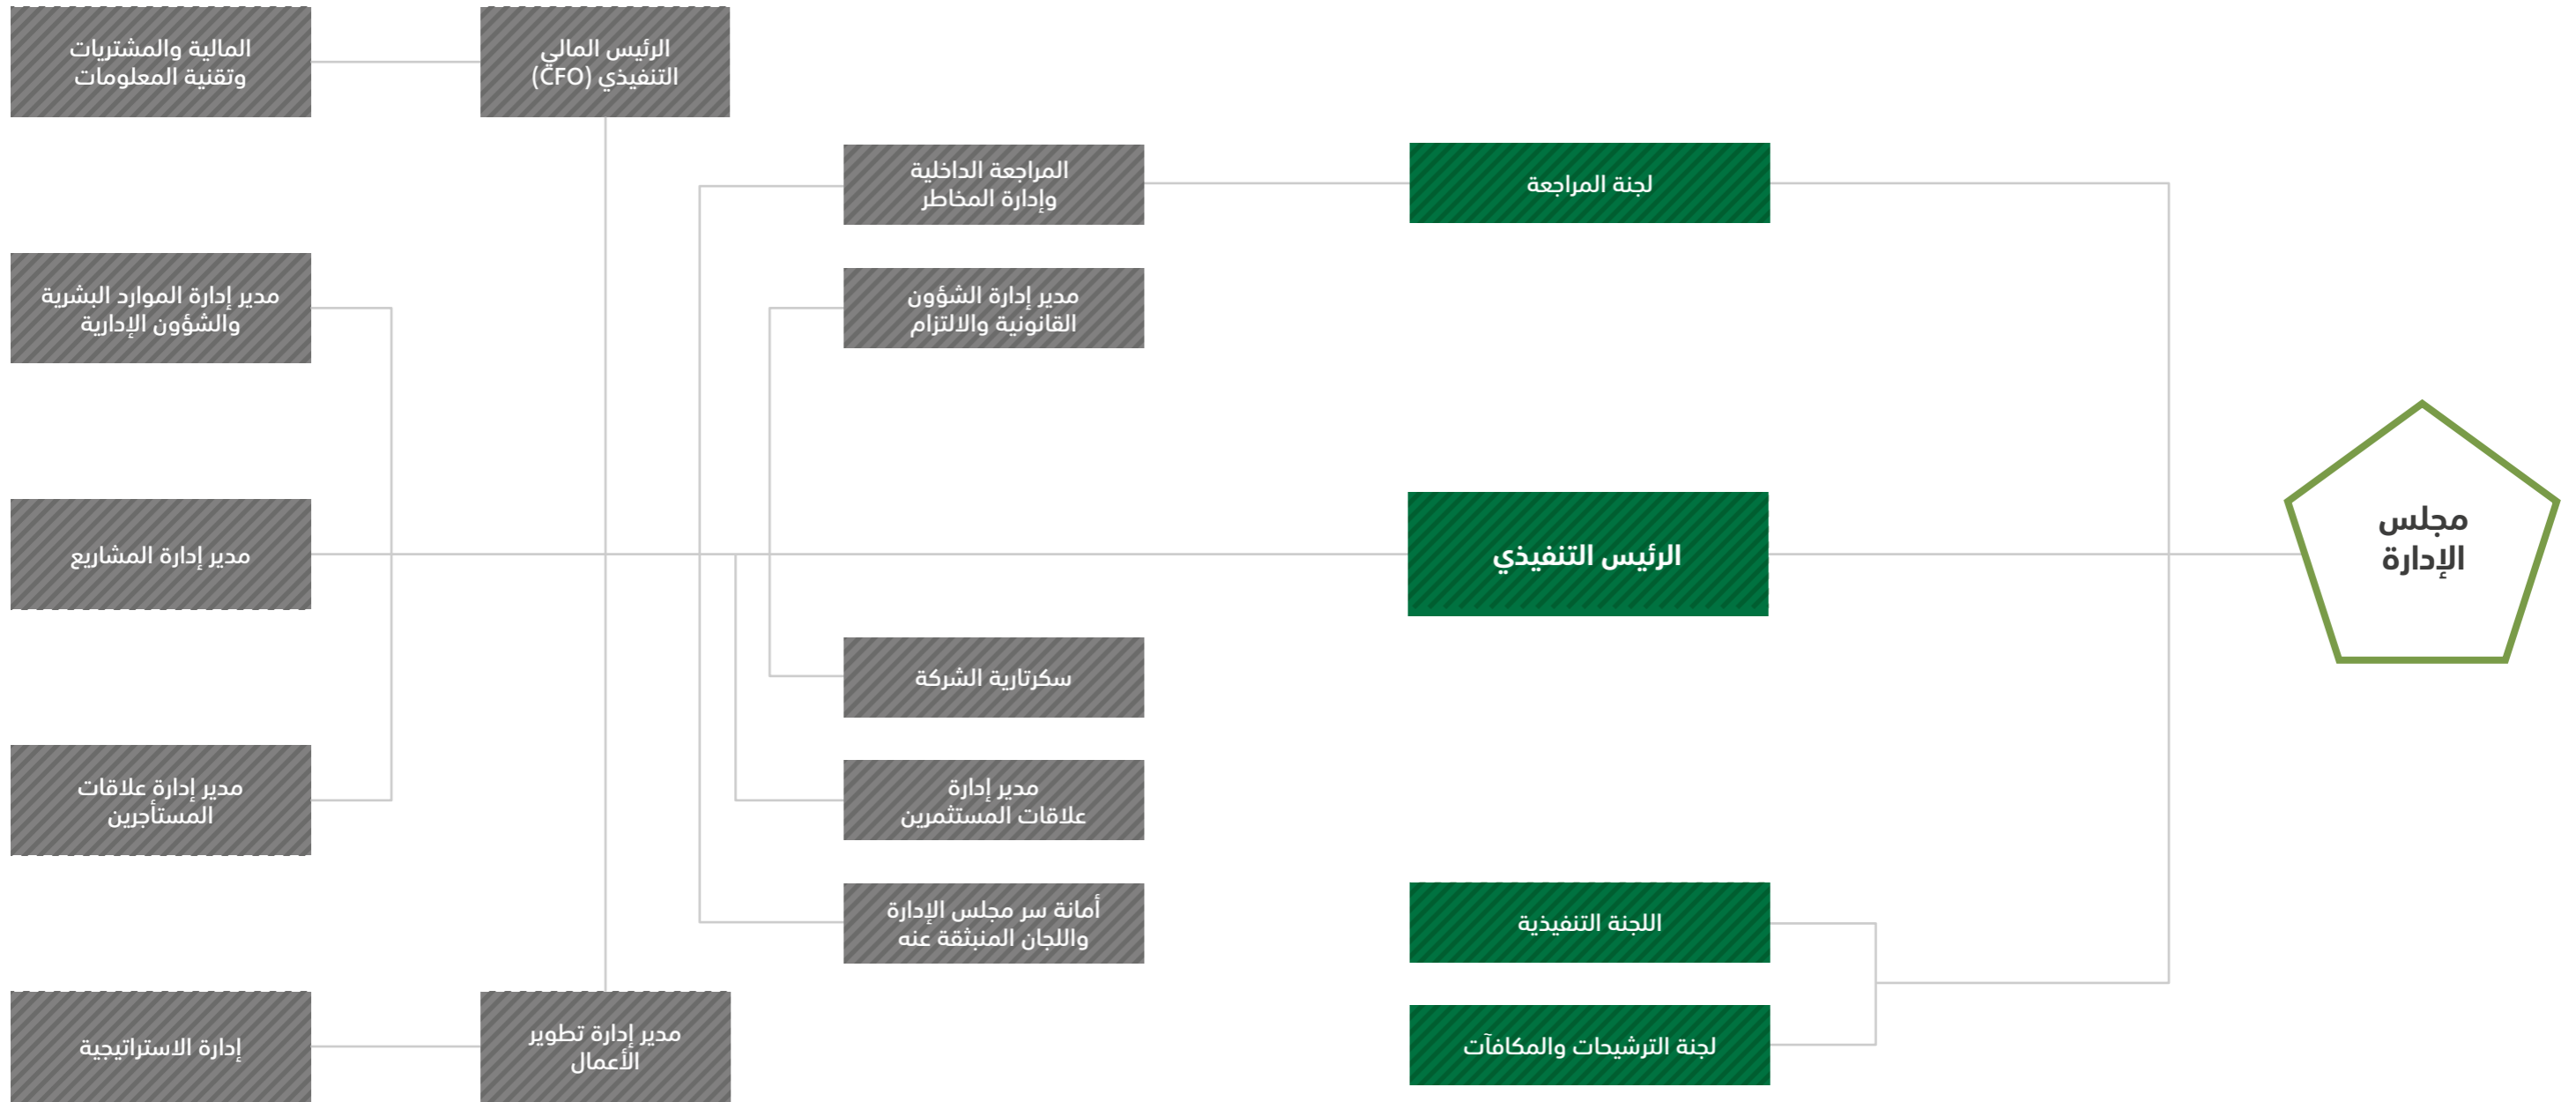 مجلس
الإدارة
لجنة المراجعة
الرئيس التنفيذي
اللجنة التنفيذية
لجنة الترشيحات والمكافآت
المراجعة الداخلية
وإدارة المخاطر
مدير إدارة الشؤون
القانونية والالتزام
سكرتارية الشركة
مدير إدارة
علاقات المستثمرين
أمانة سر مجلس الإدارة
واللجان المنبثقة عنه
الرئيس المالي
التنفيذي (CFO)
مدير إدارة تطوير
الأعمال
المالية والمشتريات
وتقنية المعلومات
مدير إدارة الموارد البشرية
والشؤون الإدارية
مدير إدارة المشاريع
مدير إدارة علاقات
المستأجرين
إدارة الاستراتيجية